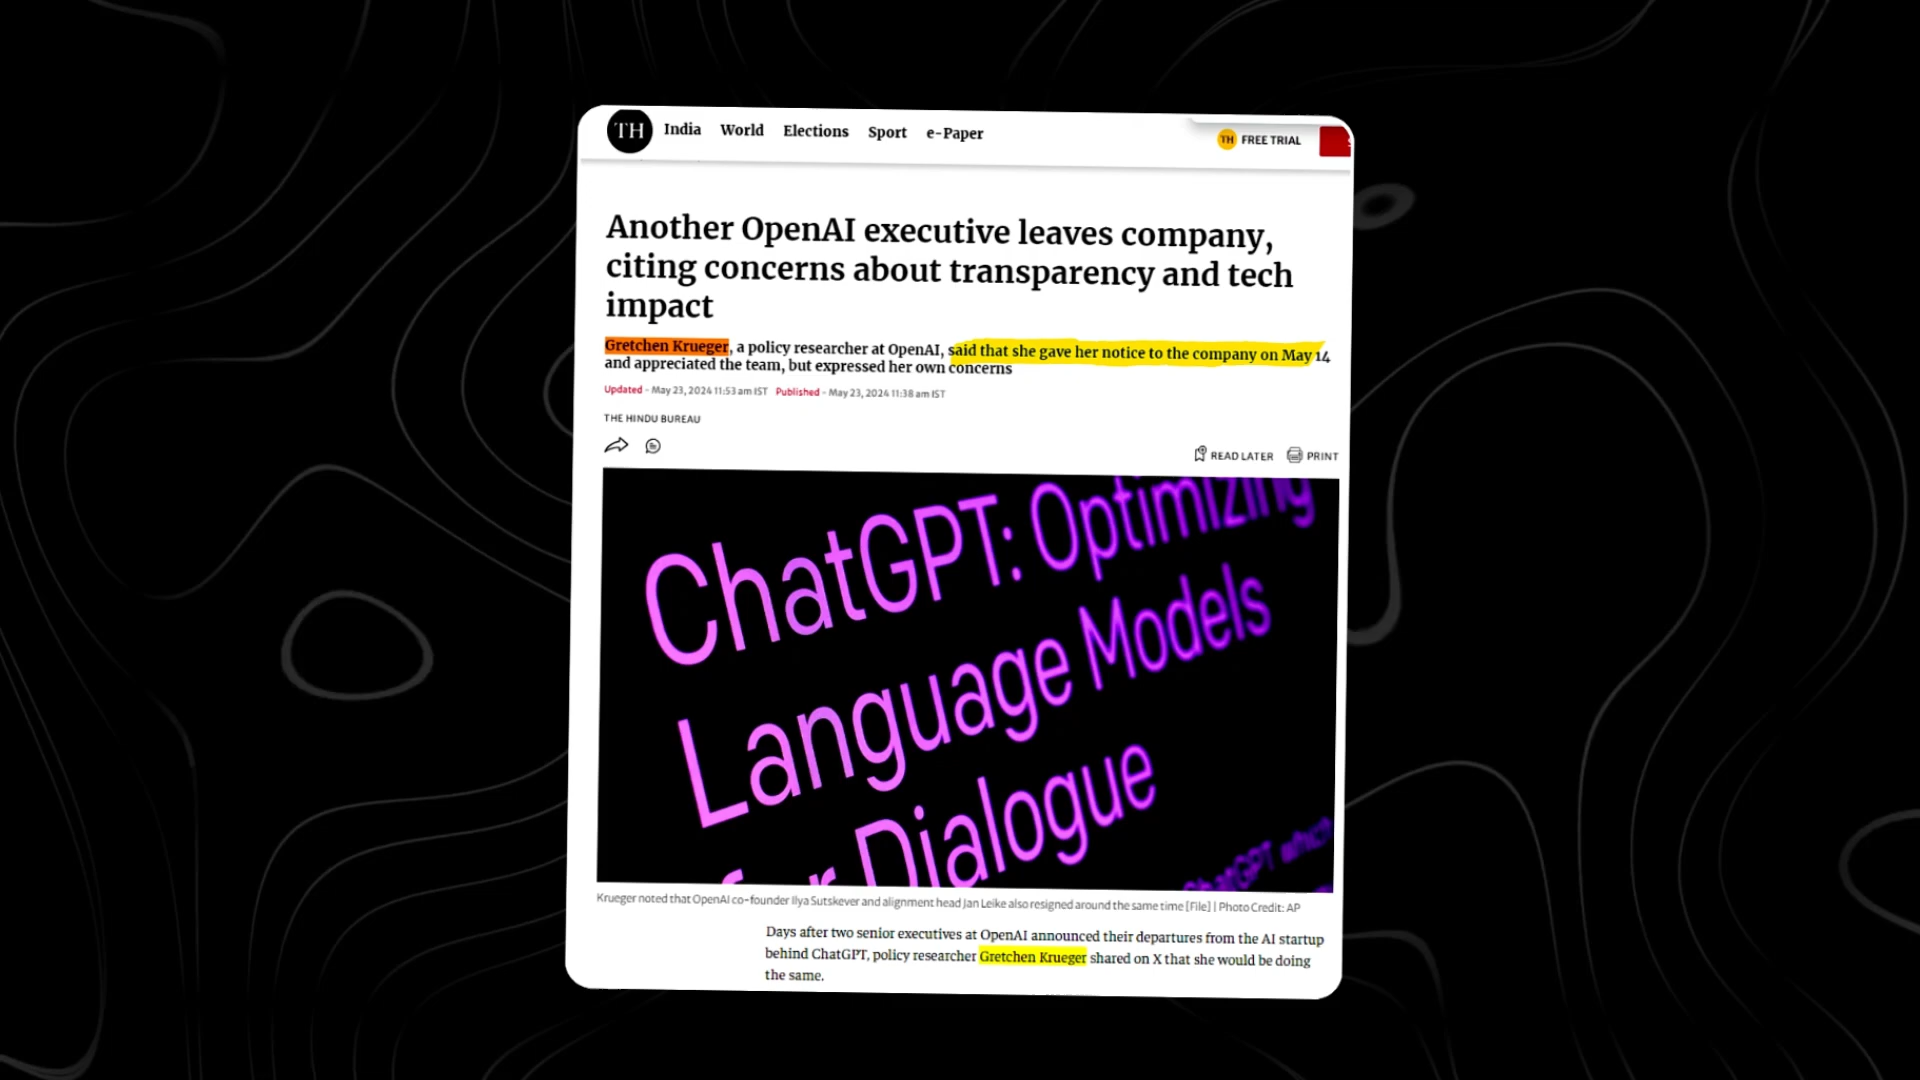 TH India World Elections Sport e-Paper TH FREE TRIAL
Another OpenAI executive leaves company,
citing concerns about transparency and tech
impact
Gretchen Krueger, a policy researcher at OpenAI, said that she gave her notice to the company on May 14
and appreciated the team, but expressed her own concerns
Updated - May 23, 2024 11:53 am IST Published - May 23, 2024 11:38 am IST
THE HINDU BUREAU
READ LATER PRINT
ChatGPT: Optimizing
Language Models
for Dialogue
ChatGPT which
Krueger noted that OpenAI co-founder Ilya Sutskever and alignment head Jan Leike also resigned around the same time [File] | Photo Credit: AP
Days after two senior executives at OpenAI announced their departures from the AI startup
behind ChatGPT, policy researcher Gretchen Krueger shared on X that she would be doing
the same.